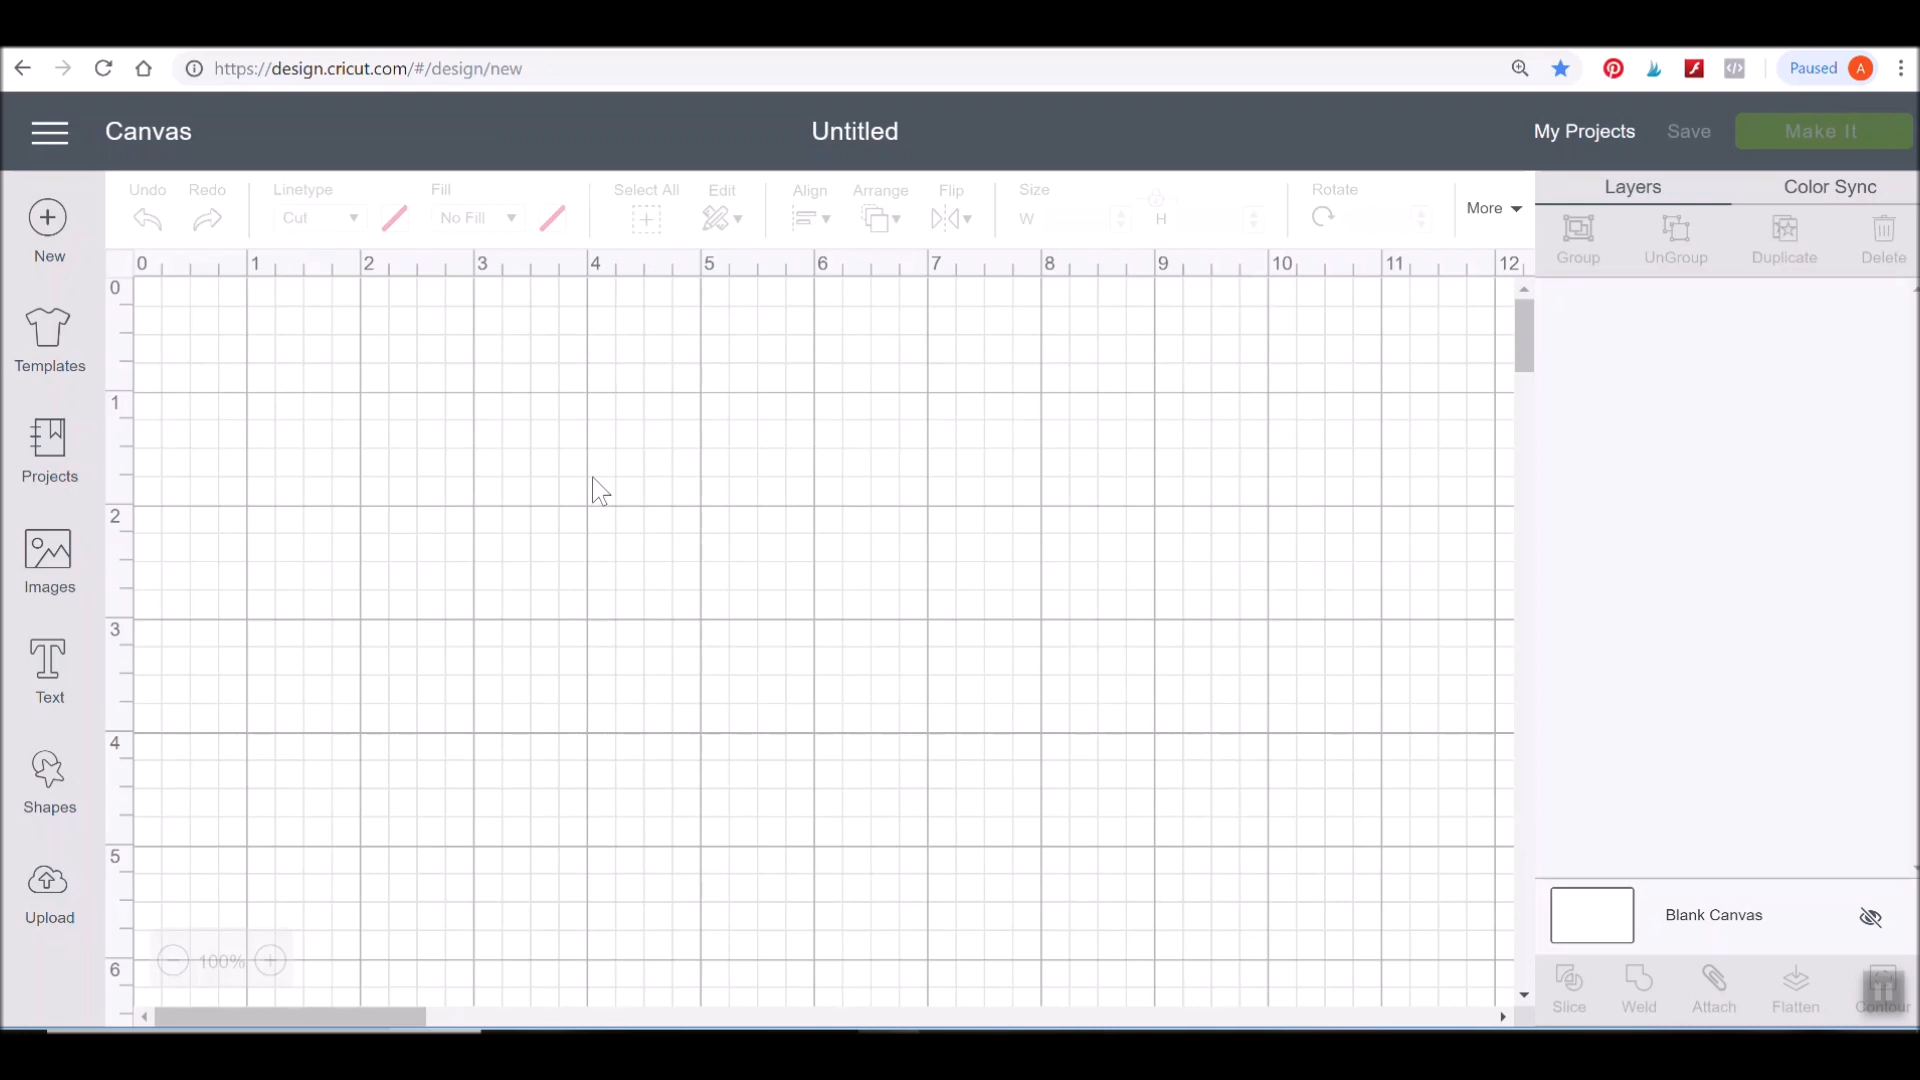 https://design.cricut.com/#/design/new
Paused A
Canvas
Untitled
My Projects Save Make It
Undo Redo Linetype Fill Select All Edit Align Arrange Flip Size Rotate
Cut No Fill W H More
Layers Color Sync
Group UnGroup Duplicate Delete
New
Templates
Projects
Images
Text
Shapes
Upload
0 1 2 3 4 5 6 7 8 9 10 11 12
0
1
2
3
4
5
6
100%
Blank Canvas
Slice Weld Attach Flatten Contour